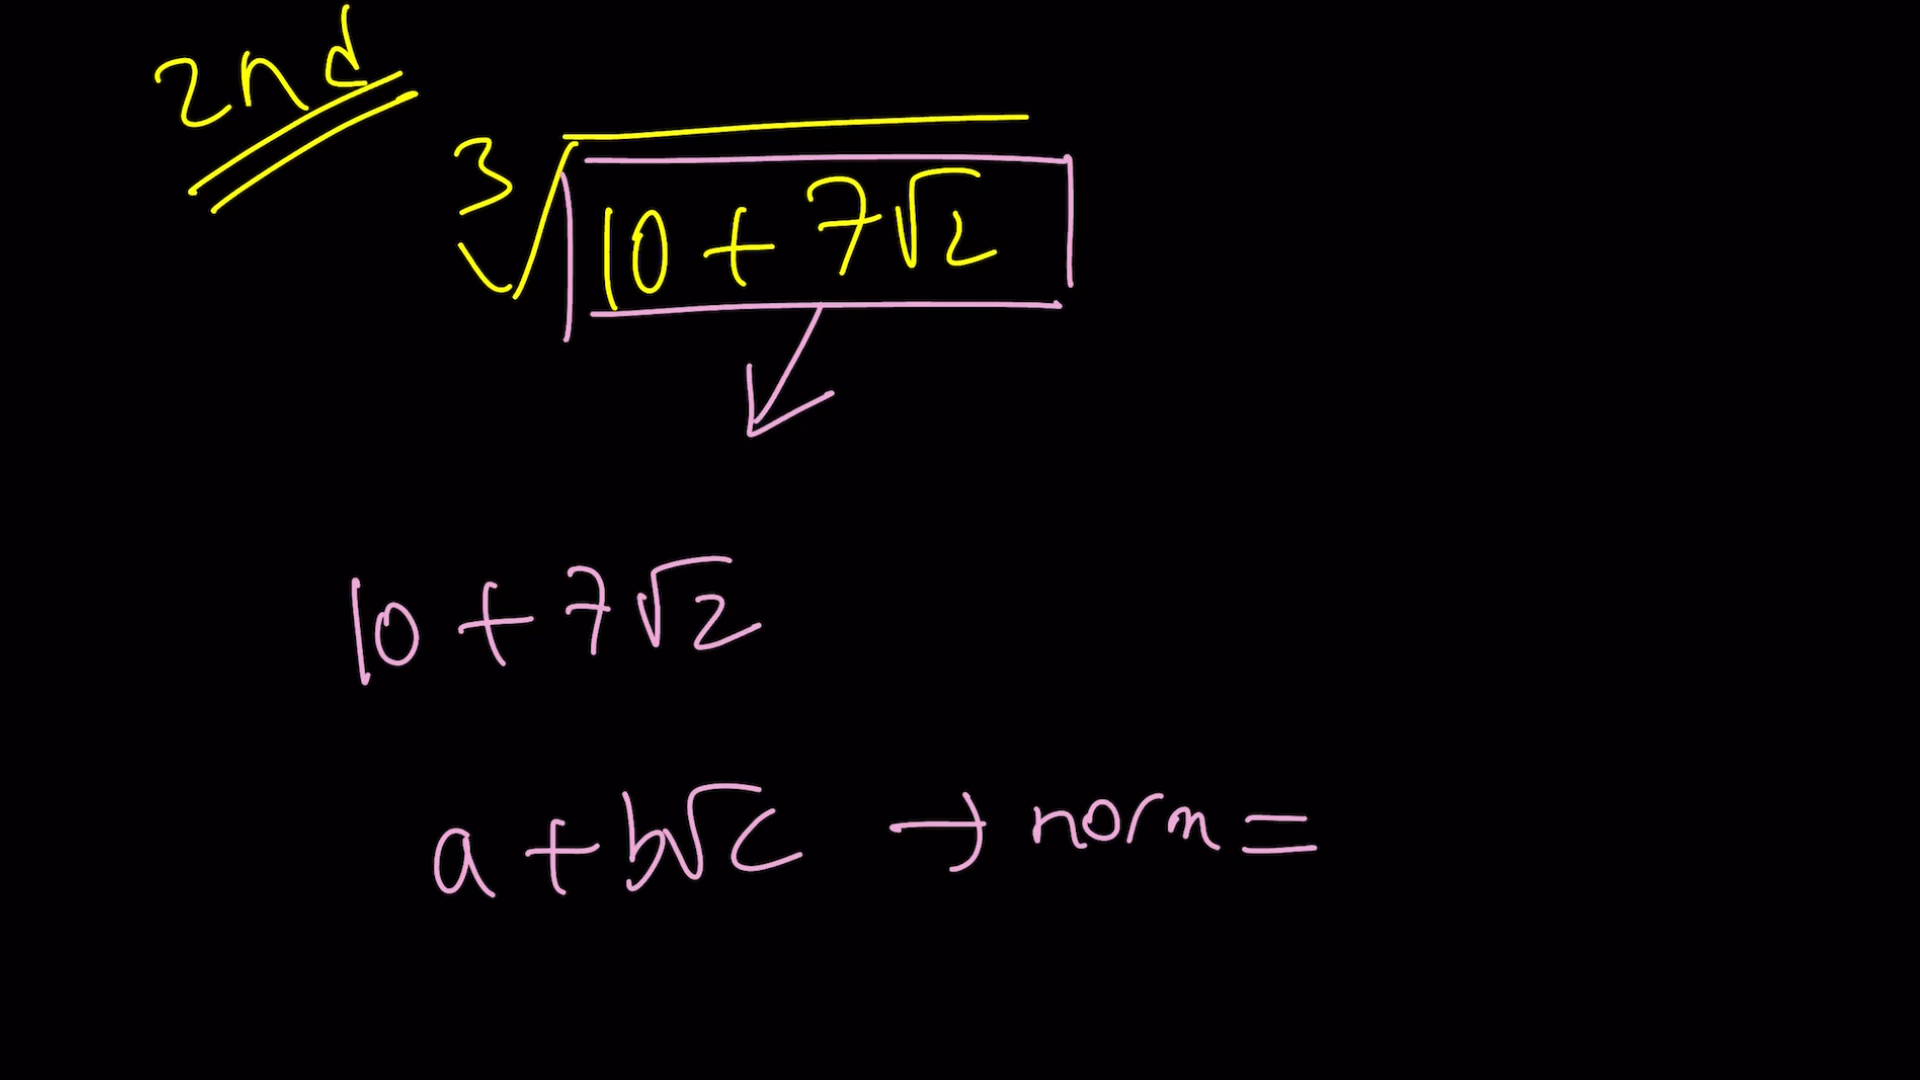 2nd
∛(10 + 7√2)
10 + 7√2
a + b√c → norm =